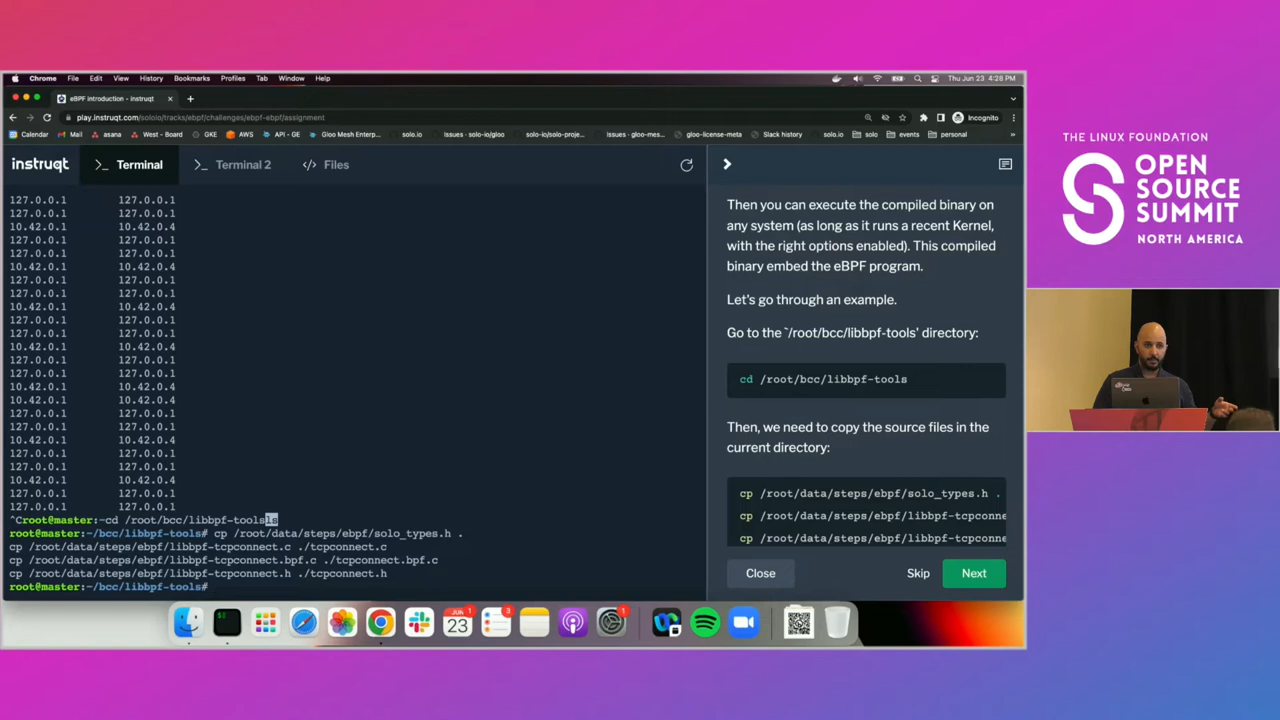 Chrome File Edit View History Bookmarks Profiles Tab Window Help
Thu Jun 23 4:28 PM
eBPF introduction - instruqt
play.instruqt.com/soloio/tracks/ebpf/challenges/ebpf-ebpf/assignment
Incognito
Calendar Mail asana West - Board GKE AWS API - GE Gloo Mesh Enterp... solo.io Issues · solo-io/gloo solo-io/solo-proje... Issues · gloo-mes... gloo-license-meta Slack history solo.io solo events personal
instruqt
Terminal
Terminal 2
Files
127.0.0.1 127.0.0.1
127.0.0.1 127.0.0.1
10.42.0.1 10.42.0.4
127.0.0.1 127.0.0.1
127.0.0.1 127.0.0.1
10.42.0.1 10.42.0.4
127.0.0.1 127.0.0.1
10.42.0.1 10.42.0.4
127.0.0.1 127.0.0.1
127.0.0.1 127.0.0.1
127.0.0.1 127.0.0.1
10.42.0.1 10.42.0.4
127.0.0.1 127.0.0.1
127.0.0.1 127.0.0.1
10.42.0.1 10.42.0.4
10.42.0.1 10.42.0.4
127.0.0.1 127.0.0.1
127.0.0.1 127.0.0.1
10.42.0.1 10.42.0.4
127.0.0.1 127.0.0.1
127.0.0.1 127.0.0.1
10.42.0.1 10.42.0.4
127.0.0.1 127.0.0.1
127.0.0.1 127.0.0.1
^Croot@master:~cd /root/bcc/libbpf-toolsls
root@master:~/bcc/libbpf-tools# cp /root/data/steps/ebpf/solo_types.h .
cp /root/data/steps/ebpf/libbpf-tcpconnect.c ./tcpconnect.c
cp /root/data/steps/ebpf/libbpf-tcpconnect.bpf.c ./tcpconnect.bpf.c
cp /root/data/steps/ebpf/libbpf-tcpconnect.h ./tcpconnect.h
root@master:~/bcc/libbpf-tools#
Then you can execute the compiled binary on
any system (as long as it runs a recent Kernel,
with the right options enabled). This compiled
binary embed the eBPF program.
Let's go through an example.
Go to the `/root/bcc/libbpf-tools' directory:
cd /root/bcc/libbpf-tools
Then, we need to copy the source files in the
current directory:
cp /root/data/steps/ebpf/solo_types.h .
cp /root/data/steps/ebpf/libbpf-tcpconne
cp /root/data/steps/ebpf/libbpf-tcpconne
Close
Skip
Next
JUN
23
1
3
1
THE LINUX FOUNDATION
OPEN
SOURCE
SUMMIT
NORTH AMERICA